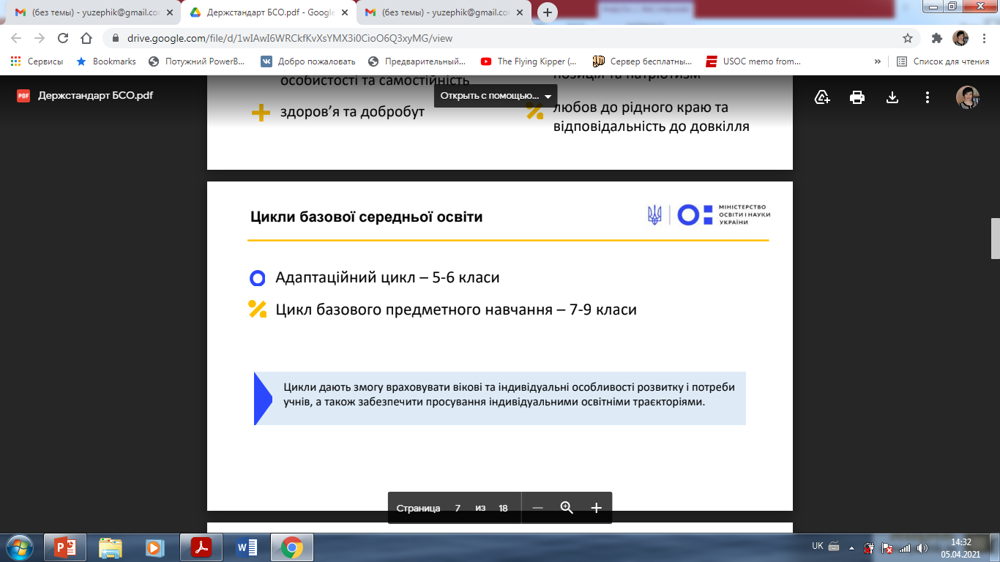 (без темы) - yuzephik@gmail.co
Держстандарт БСО.pdf - Google
(без темы) - yuzephik@gmail.co
drive.google.com/file/d/1wIAwI6WRCkfKvXsYMX3i0CioO6Q3xyMG/view
Сервисы
Bookmarks
Потужний PowerB...
Добро пожаловать
Предварительный...
The Flying Kipper (...
Сервер бесплатны...
USOC memo from...
»
Список для чтения
PDF
Держстандарт БСО.pdf
Открыть с помощью...
особистості та самостійність
здоров’я та добробут
позиція та патріотизм
любов до рідного краю та
відповідальність до довкілля
Цикли базової середньої освіти
МІНІСТЕРСТВО
ОСВІТИ І НАУКИ
УКРАЇНИ
Адаптаційний цикл – 5-6 класи
Цикл базового предметного навчання – 7-9 класи
Цикли дають змогу враховувати вікові та індивідуальні особливості розвитку і потреби
учнів, а також забезпечити просування індивідуальними освітніми траєкторіями.
Страница 7 из 18
UK
14:32
05.04.2021